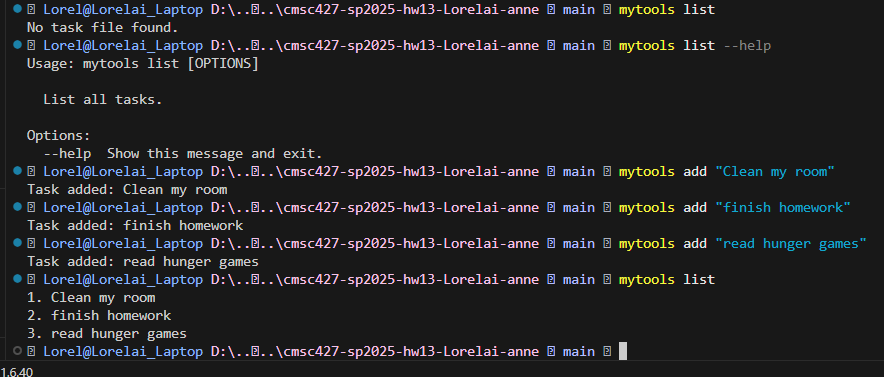 Lorel@Lorelai_Laptop D:\..▯..\cmsc427-sp2025-hw13-Lorelai-anne ▯ main ▯ mytools list
No task file found.
▯ Lorel@Lorelai_Laptop D:\..▯..\cmsc427-sp2025-hw13-Lorelai-anne ▯ main ▯ mytools list --help
Usage: mytools list [OPTIONS]
List all tasks.
Options:
--help  Show this message and exit.
▯ Lorel@Lorelai_Laptop D:\..▯..\cmsc427-sp2025-hw13-Lorelai-anne ▯ main ▯ mytools add "Clean my room"
Task added: Clean my room
▯ Lorel@Lorelai_Laptop D:\..▯..\cmsc427-sp2025-hw13-Lorelai-anne ▯ main ▯ mytools add "finish homework"
Task added: finish homework
▯ Lorel@Lorelai_Laptop D:\..▯..\cmsc427-sp2025-hw13-Lorelai-anne ▯ main ▯ mytools add "read hunger games"
Task added: read hunger games
▯ Lorel@Lorelai_Laptop D:\..▯..\cmsc427-sp2025-hw13-Lorelai-anne ▯ main ▯ mytools list
1. Clean my room
2. finish homework
3. read hunger games
▯ Lorel@Lorelai_Laptop D:\..▯..\cmsc427-sp2025-hw13-Lorelai-anne ▯ main ▯
1.6.40